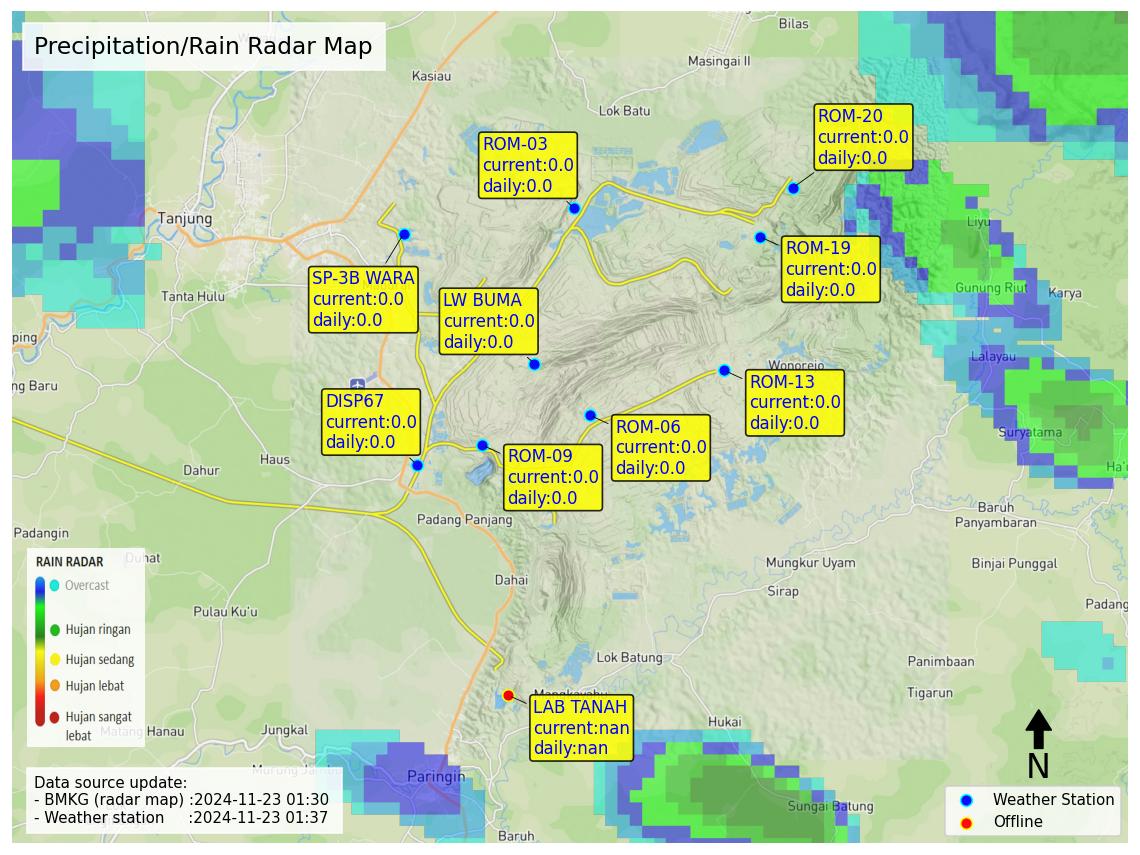 Precipitation/Rain Radar Map
Bilas
Masingai II
Kasiau
Lok Batu
ROM-20
current:0.0
daily:0.0
ROM-03
current:0.0
daily:0.0
Tanjung
Liyu
ROM-19
current:0.0
daily:0.0
SP-3B WARA
current:0.0
daily:0.0
Tanta Hulu
LW BUMA
current:0.0
daily:0.0
Gunung Riut
Karya
ping
Lalayau
Wonorejo
ng Baru
ROM-13
current:0.0
daily:0.0
DISP67
current:0.0
daily:0.0
ROM-06
current:0.0
daily:0.0
Suryatama
Haus
Dahur
ROM-09
current:0.0
daily:0.0
Ha'u
Padang Panjang
Baruh
Panyambaran
Padangin
Duhat
Mungkur Uyam
Binjai Punggal
Dahai
Sirap
Padang
Pulau Ku'u
RAIN RADAR
Overcast
Hujan ringan
Hujan sedang
Hujan lebat
Hujan sangat
lebat
Lok Batung
Panimbaan
Tigarun
LAB TANAH
current:nan
daily:nan
Hukai
Matang Hanau
Jungkal
Paringin
Sungai Batung
Baruh
Data source update:
- BMKG (radar map) :2024-11-23 01:30
- Weather station :2024-11-23 01:37
N
Weather Station
Offline